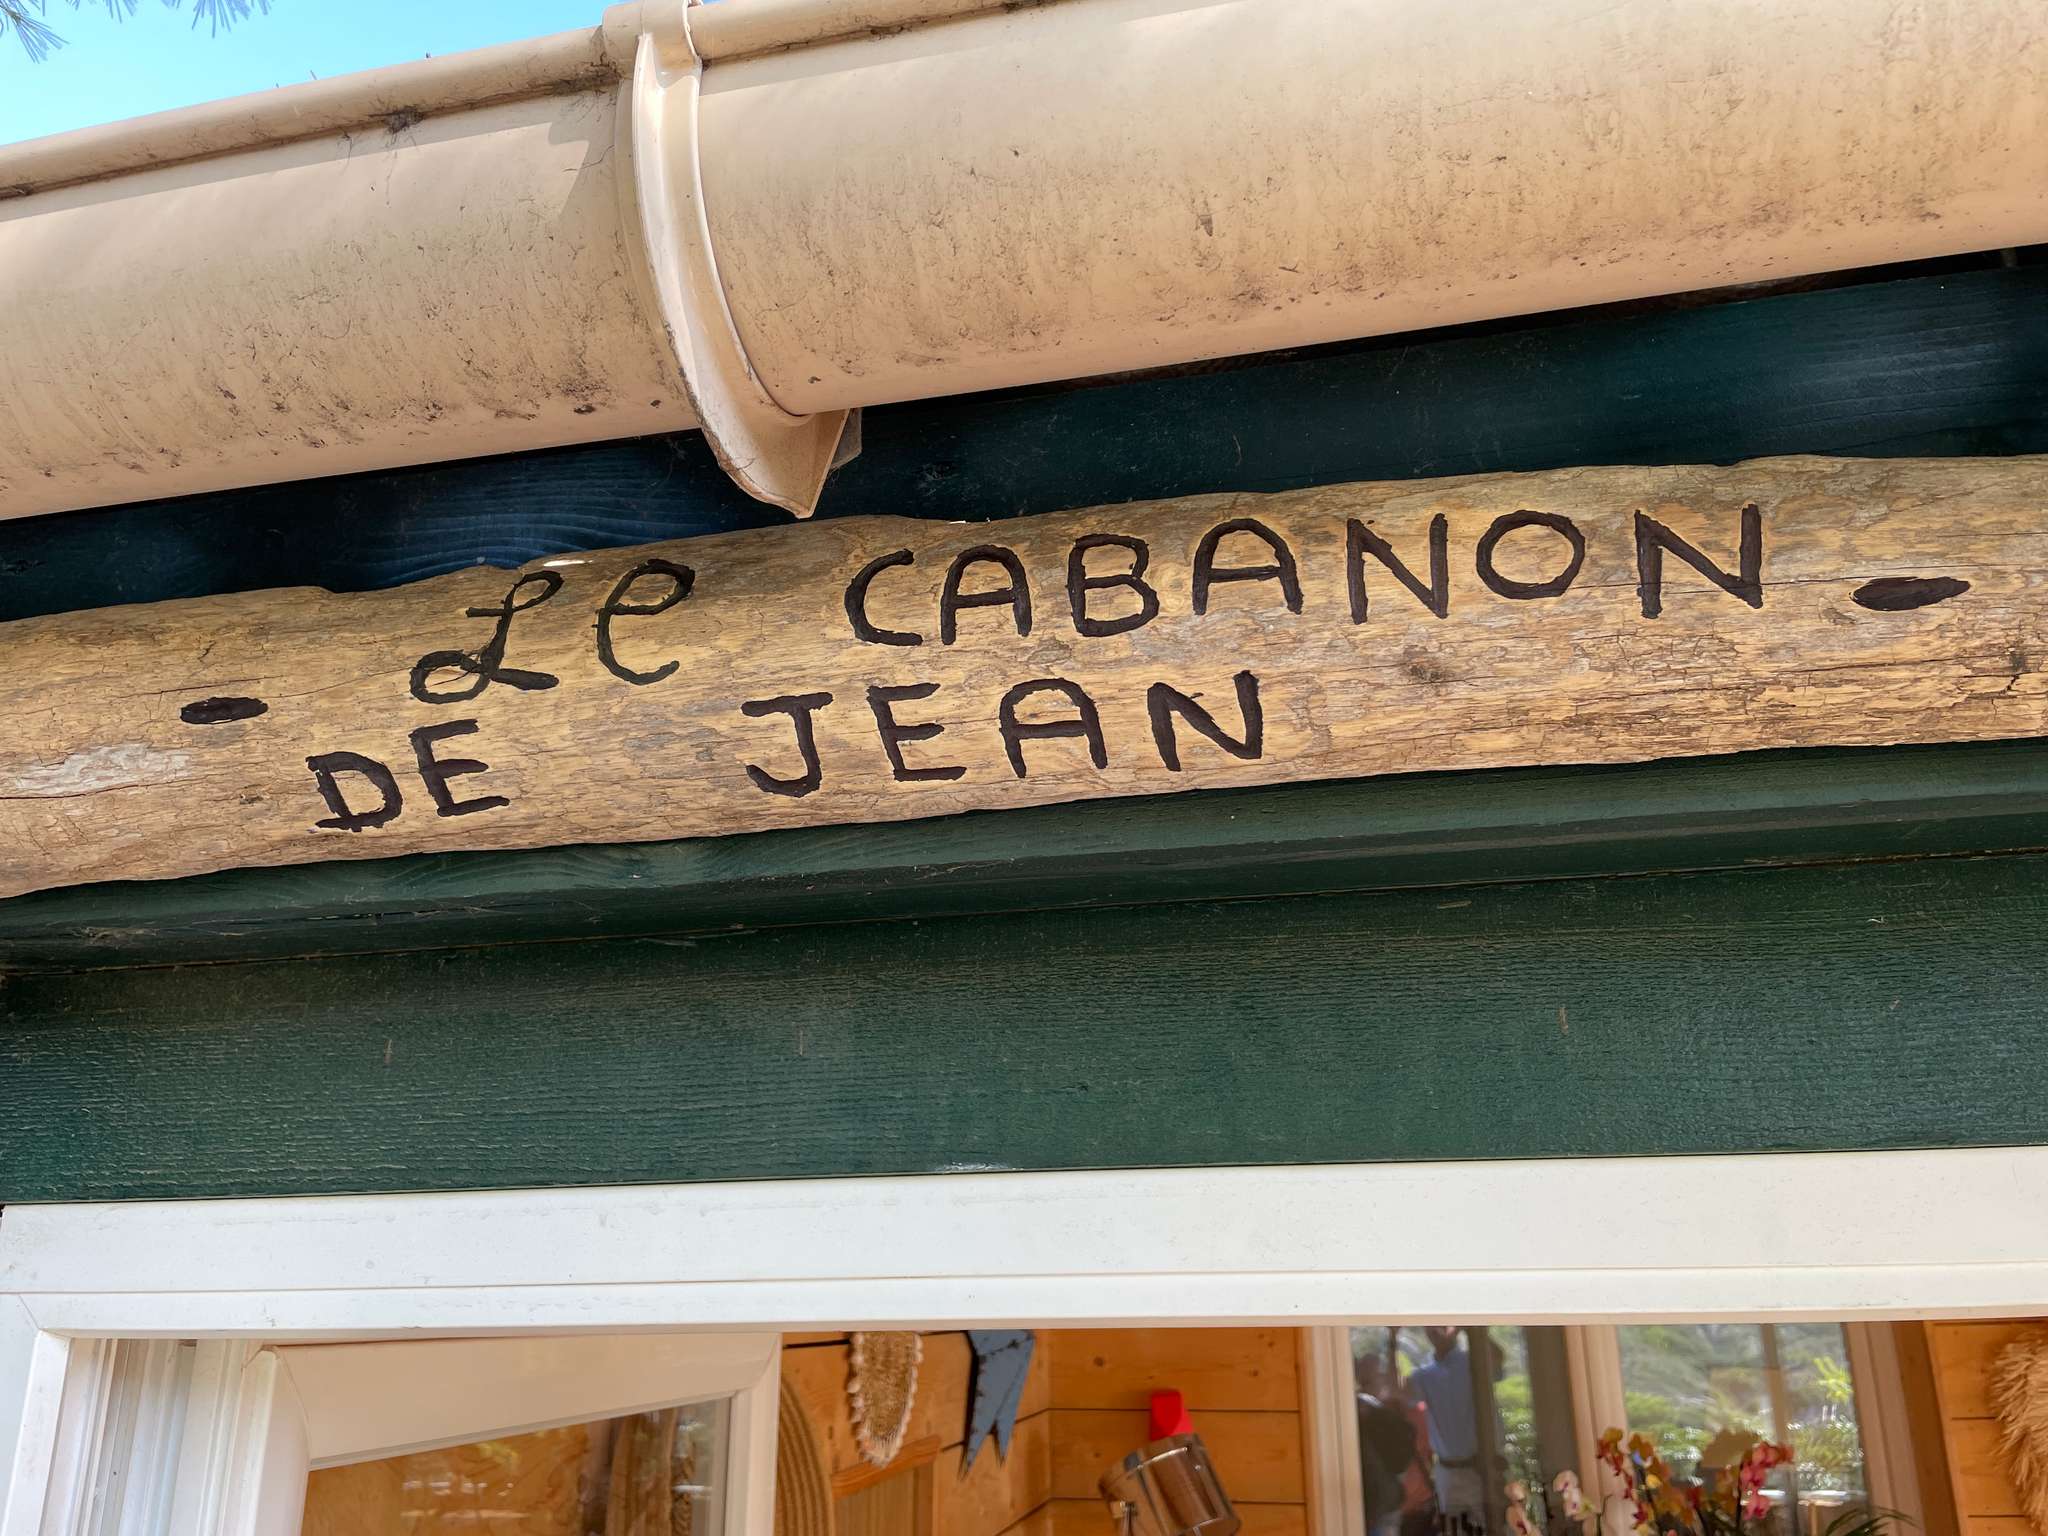 - Le CABANON -
DE JEAN